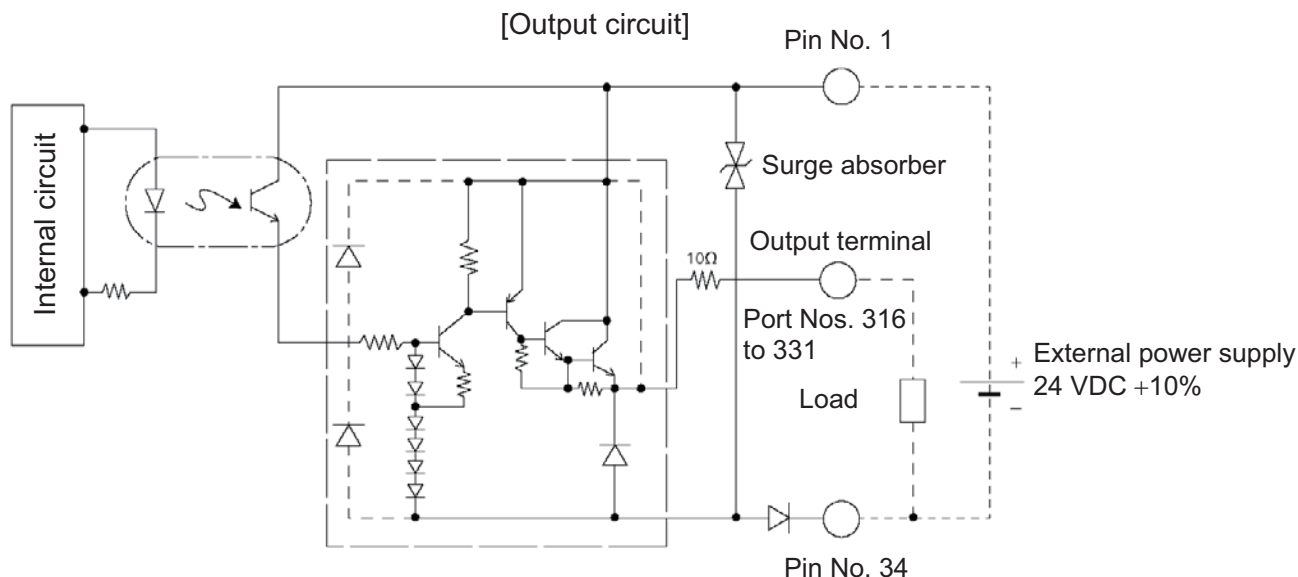 [Output circuit]
Pin No. 1
Internal circuit
Surge absorber
Output terminal
10Ω
Port Nos. 316
to 331
+
External power supply
24 VDC +10%
−
Load
Pin No. 34